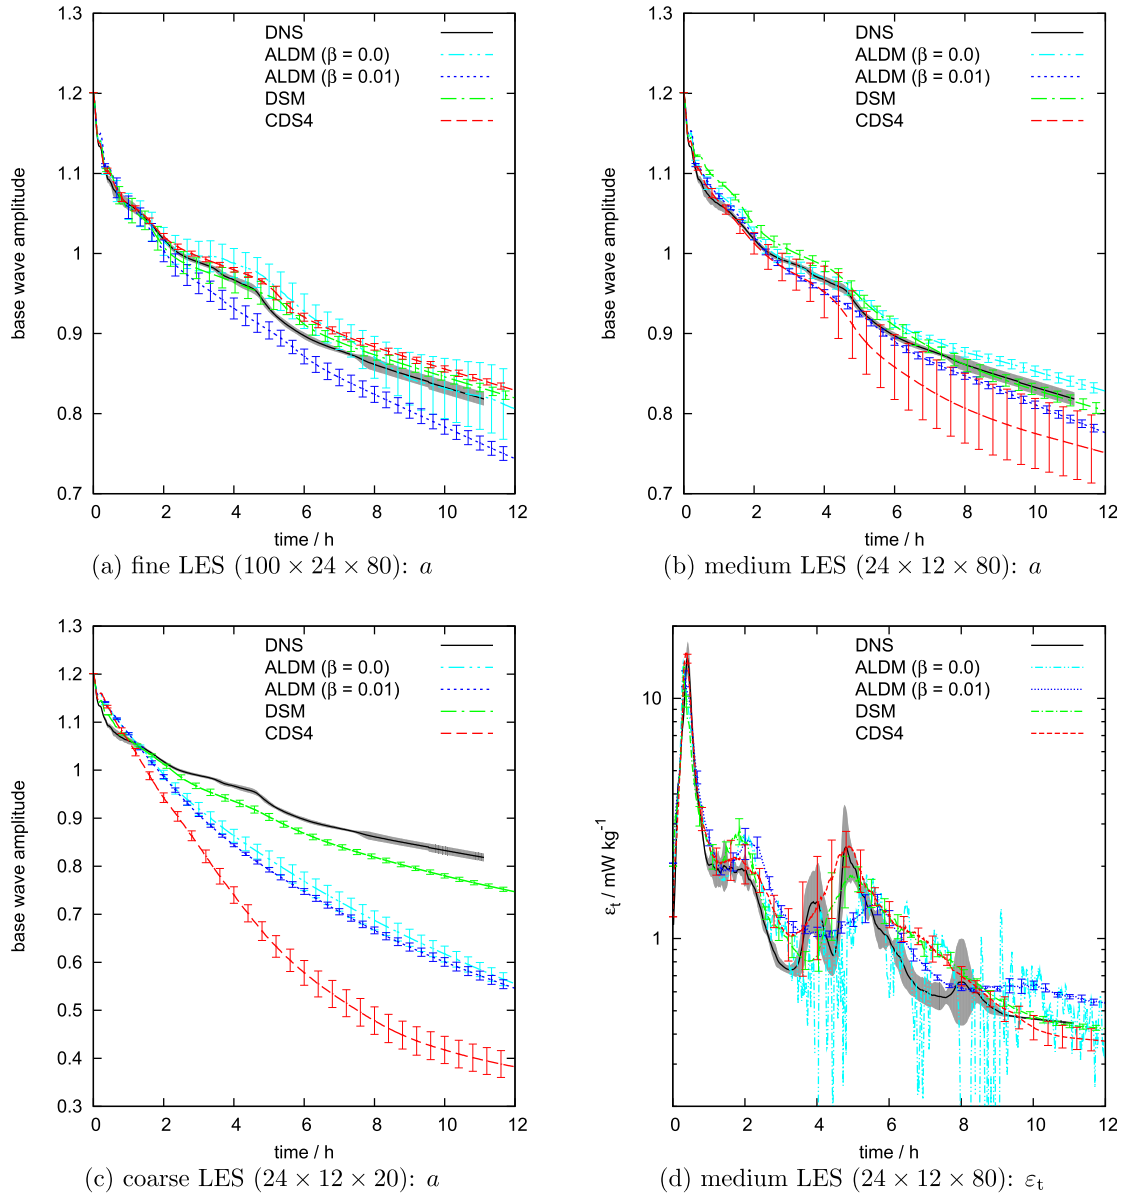 1.3
1.2
1.1
1
0.9
0.8
0.7
base wave amplitude
DNS
ALDM (β = 0.0)
ALDM (β = 0.01)
DSM
CDS4
0 2 4 6 8 10 12
time / h
(a) fine LES (100 × 24 × 80): a
1.3
1.2
1.1
1
0.9
0.8
0.7
base wave amplitude
DNS
ALDM (β = 0.0)
ALDM (β = 0.01)
DSM
CDS4
0 2 4 6 8 10 12
time / h
(b) medium LES (24 × 12 × 80): a
1.3
1.2
1.1
1
0.9
0.8
0.7
0.6
0.5
0.4
0.3
base wave amplitude
DNS
ALDM (β = 0.0)
ALDM (β = 0.01)
DSM
CDS4
0 2 4 6 8 10 12
time / h
(c) coarse LES (24 × 12 × 20): a
10
1
εt / mW kg-1
DNS
ALDM (β = 0.0)
ALDM (β = 0.01)
DSM
CDS4
0 2 4 6 8 10 12
time / h
(d) medium LES (24 × 12 × 80): εt